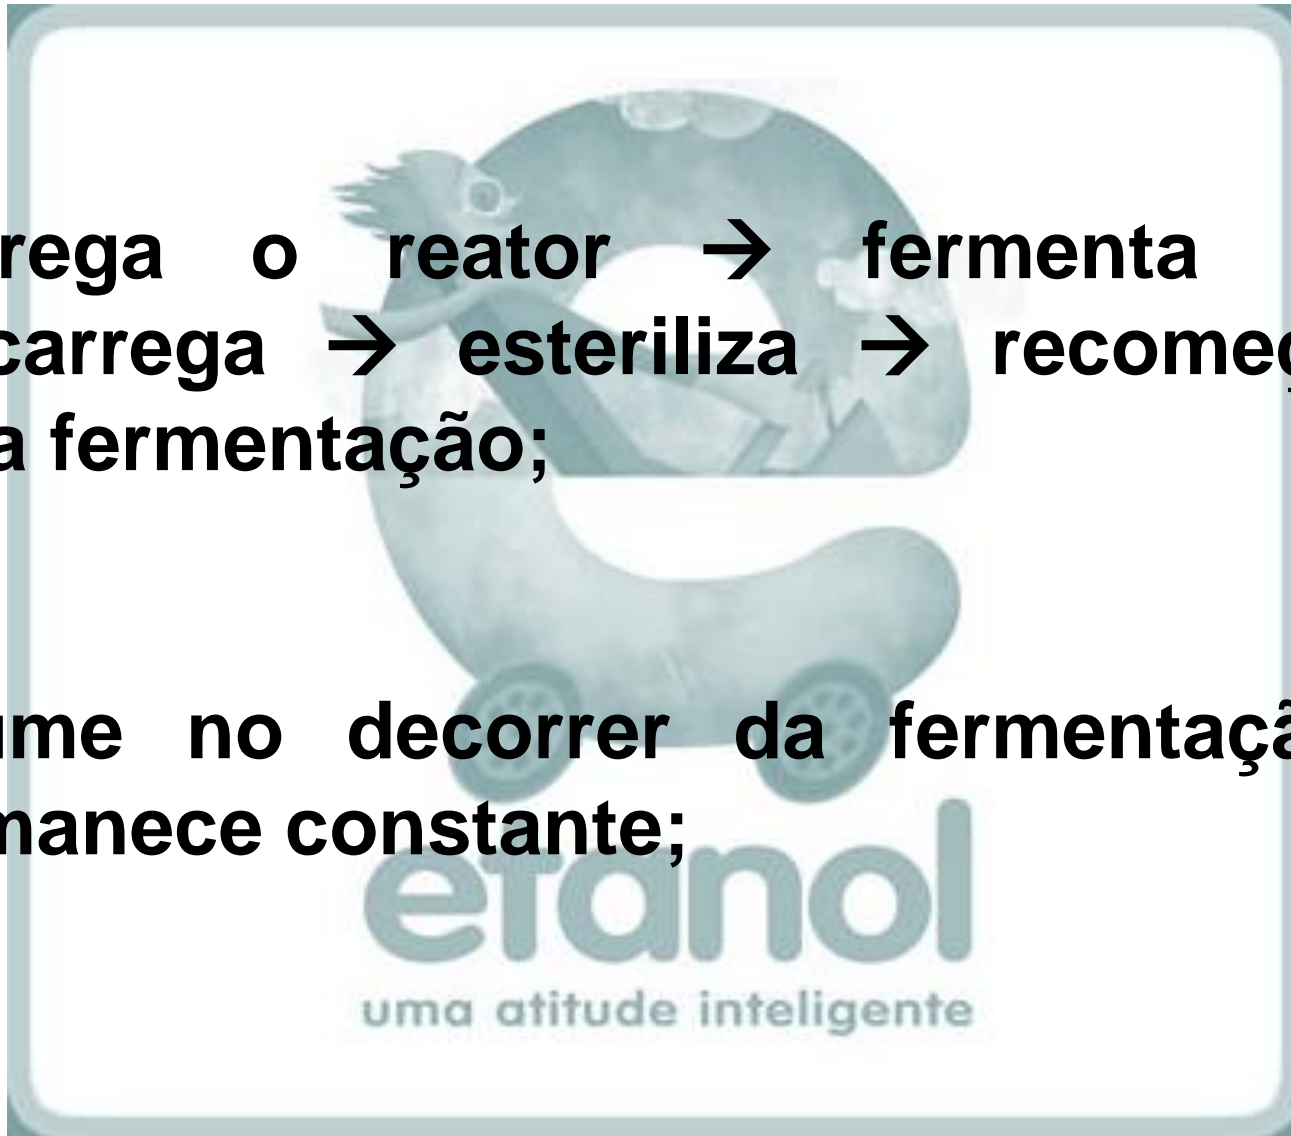 rega o reator → fermenta
carrega → esteriliza → recomeç
a fermentação;
ume no decorrer da fermentaçã
manece constante;
etanol
uma atitude inteligente